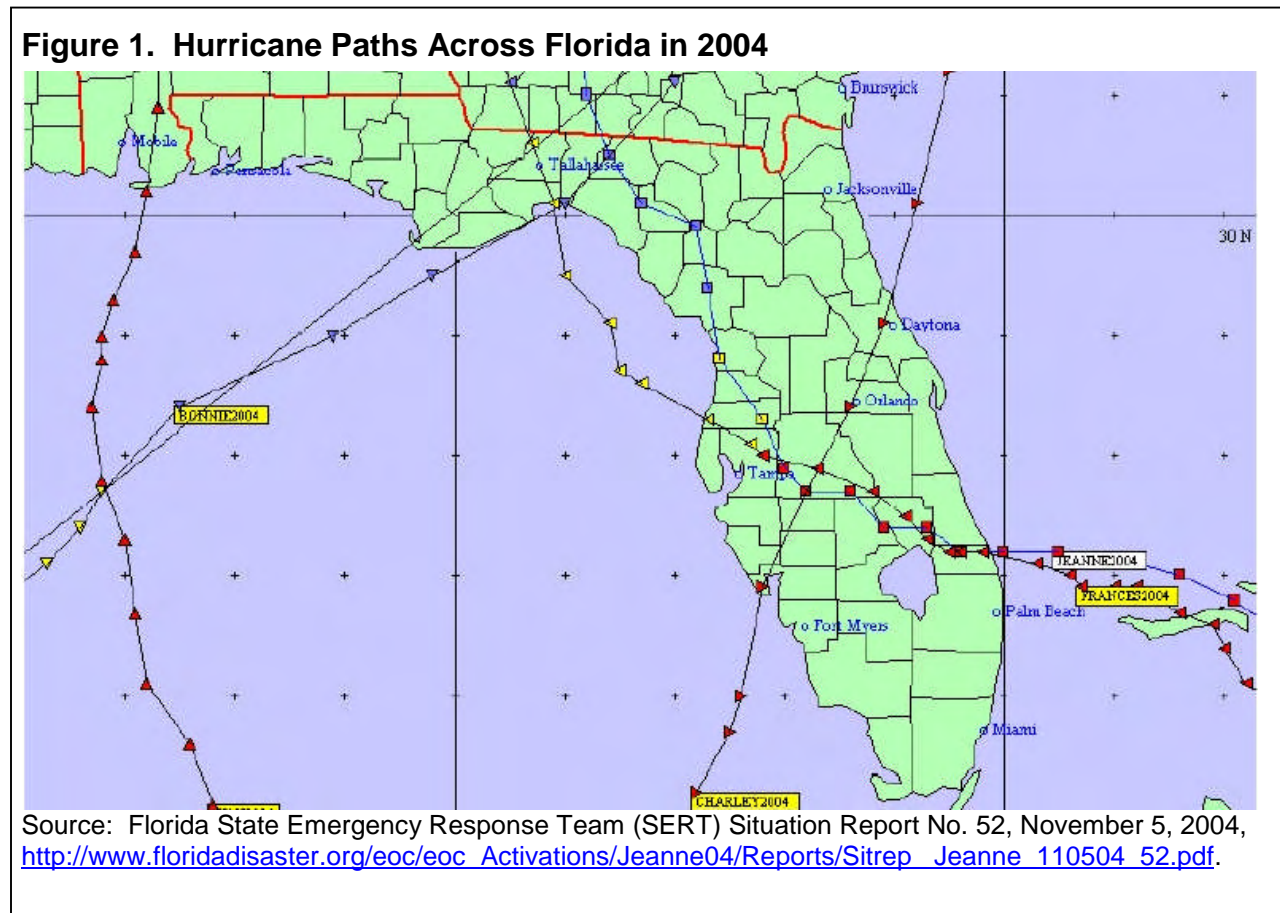 Figure 1.  Hurricane Paths Across Florida in 2004
Brunswick
Mobile
Pensacola
Tallahassee
Jacksonville
30 N
Daytona
BONNIE2004
Orlando
Tampa
JEANNE2004
FRANCES2004
Palm Beach
Fort Myers
Miami
CHARLEY2004
Source:  Florida State Emergency Response Team (SERT) Situation Report No. 52, November 5, 2004,
http://www.floridadisaster.org/eoc/eoc_Activations/Jeanne04/Reports/Sitrep_Jeanne_110504_52.pdf.